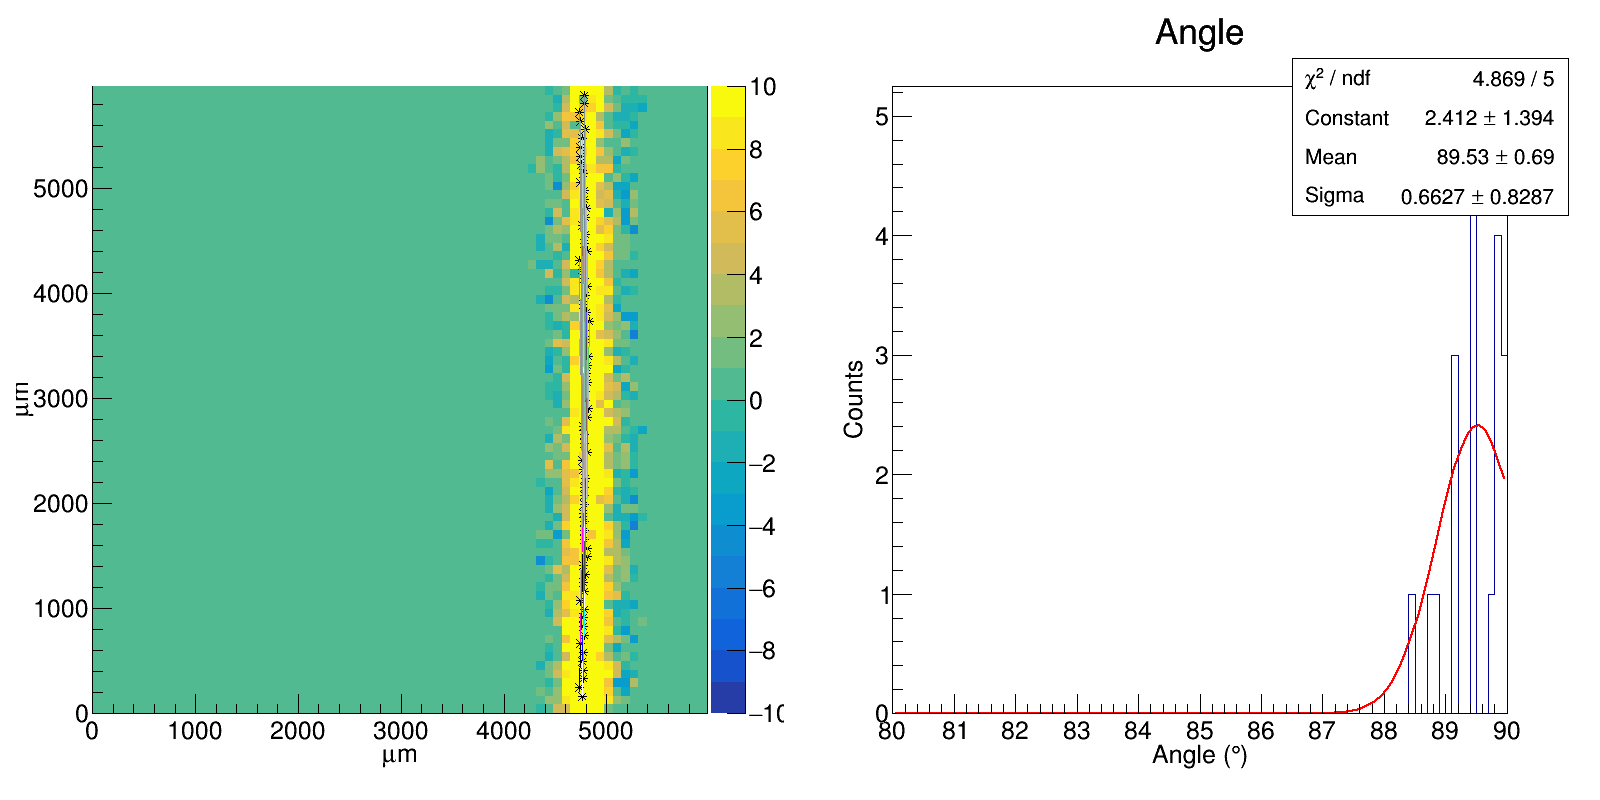 Angle
χ² / ndf 4.869 / 5
Constant 2.412 ± 1.394
Mean 89.53 ± 0.69
Sigma 0.6627 ± 0.8287
μm
5000
4000
3000
2000
1000
0
0 1000 2000 3000 4000 5000
μm
10
8
6
4
2
0
−2
−4
−6
−8
−10
Counts
5
4
3
2
1
0
80 81 82 83 84 85 86 87 88 89 90
Angle (°)